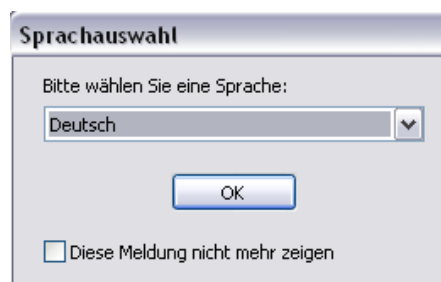 Sprachauswahl
Bitte wählen Sie eine Sprache:
Deutsch
OK
Diese Meldung nicht mehr zeigen